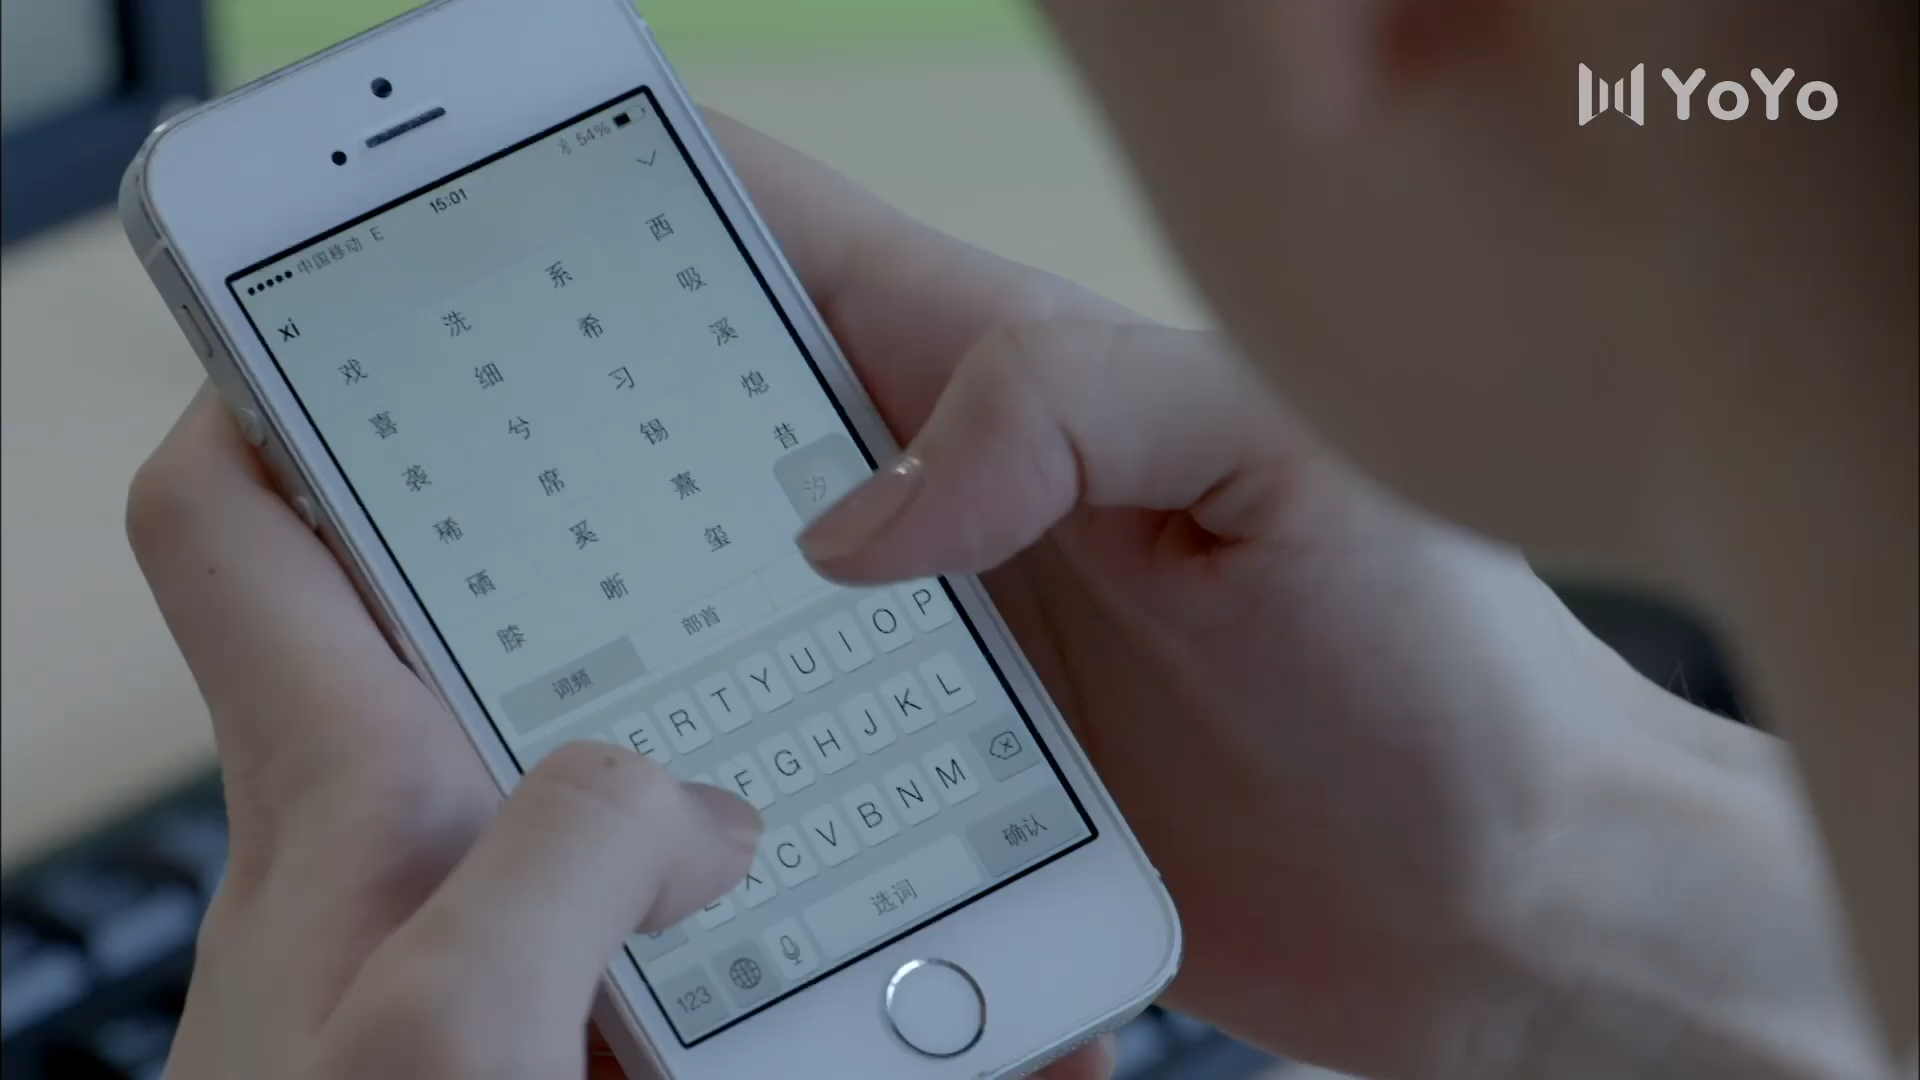 YoYo
54%
15:01
中国移动 E
xi
戏 洗 系 西
喜 细 希 吸
袭 兮 习 溪
稀 席 锡 熄
硒 奚 熹 昔
膝 晰 玺 汐
词频 部首
E R T Y U I O P
F G H J K L
X C V B N M
123 选词 确认